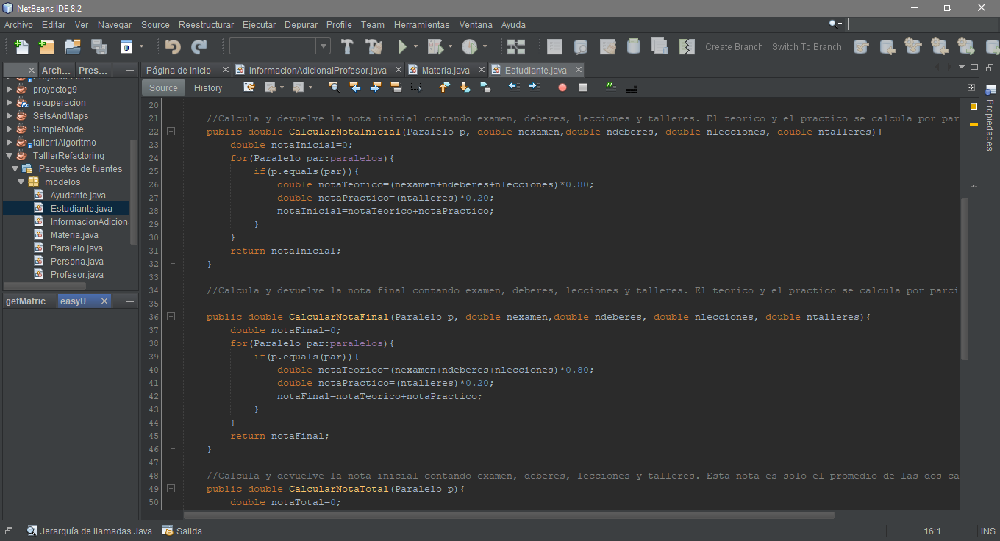 NetBeans IDE 8.2
Archivo Editar Ver Navegar Source Reestructurar Ejecutar Depurar Profile Team Herramientas Ventana Ayuda
Create Branch Switch To Branch
Arch... Pres...
Página de Inicio InformacionAdicionalProfesor.java Materia.java Estudiante.java
Source History
Proyecto Final
proyectog9
recuperacion
SetsAndMaps
SimpleNode
taller1Algoritmo
TalllerRefactoring
Paquetes de fuentes
modelos
Ayudante.java
Estudiante.java
InformacionAdicion
Materia.java
Paralelo.java
Persona.java
Profesor.java
getMatric... easyU...
20
21 //Calcula y devuelve la nota inicial contando examen, deberes, lecciones y talleres. El teorico y el practico se calcula por par
22 public double CalcularNotaInicial(Paralelo p, double nexamen,double ndeberes, double nlecciones, double ntalleres){
23 double notaInicial=0;
24 for(Paralelo par:paralelos){
25 if(p.equals(par)){
26 double notaTeorico=(nexamen+ndeberes+nlecciones)*0.80;
27 double notaPractico=(ntalleres)*0.20;
28 notaInicial=notaTeorico+notaPractico;
29 }
30 }
31 return notaInicial;
32 }
33
34 //Calcula y devuelve la nota final contando examen, deberes, lecciones y talleres. El teorico y el practico se calcula por parci
35
36 public double CalcularNotaFinal(Paralelo p, double nexamen,double ndeberes, double nlecciones, double ntalleres){
37 double notaFinal=0;
38 for(Paralelo par:paralelos){
39 if(p.equals(par)){
40 double notaTeorico=(nexamen+ndeberes+nlecciones)*0.80;
41 double notaPractico=(ntalleres)*0.20;
42 notaFinal=notaTeorico+notaPractico;
43 }
44 }
45 return notaFinal;
46 }
47
48 //Calcula y devuelve la nota inicial contando examen, deberes, lecciones y talleres. Esta nota es solo el promedio de las dos ca
49 public double CalcularNotaTotal(Paralelo p){
50 double notaTotal=0;
Propiedades
Jerarquía de llamadas Java Salida
16:1 INS